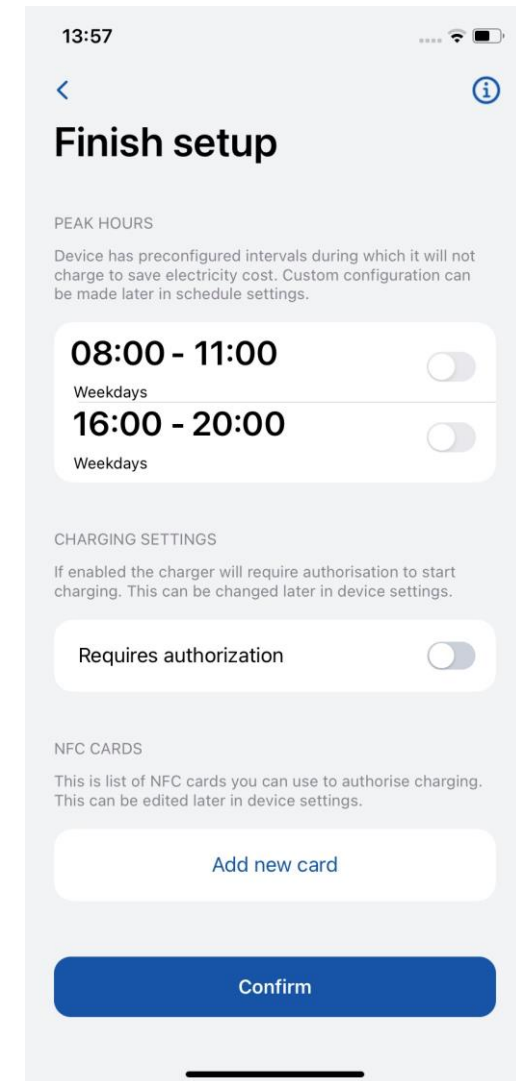 13:57
Finish setup
PEAK HOURS
Device has preconfigured intervals during which it will not
charge to save electricity cost. Custom configuration can
be made later in schedule settings.
08:00 - 11:00
Weekdays
16:00 - 20:00
Weekdays
CHARGING SETTINGS
If enabled the charger will require authorisation to start
charging. This can be changed later in device settings.
Requires authorization
NFC CARDS
This is list of NFC cards you can use to authorise charging.
This can be edited later in device settings.
Add new card
Confirm